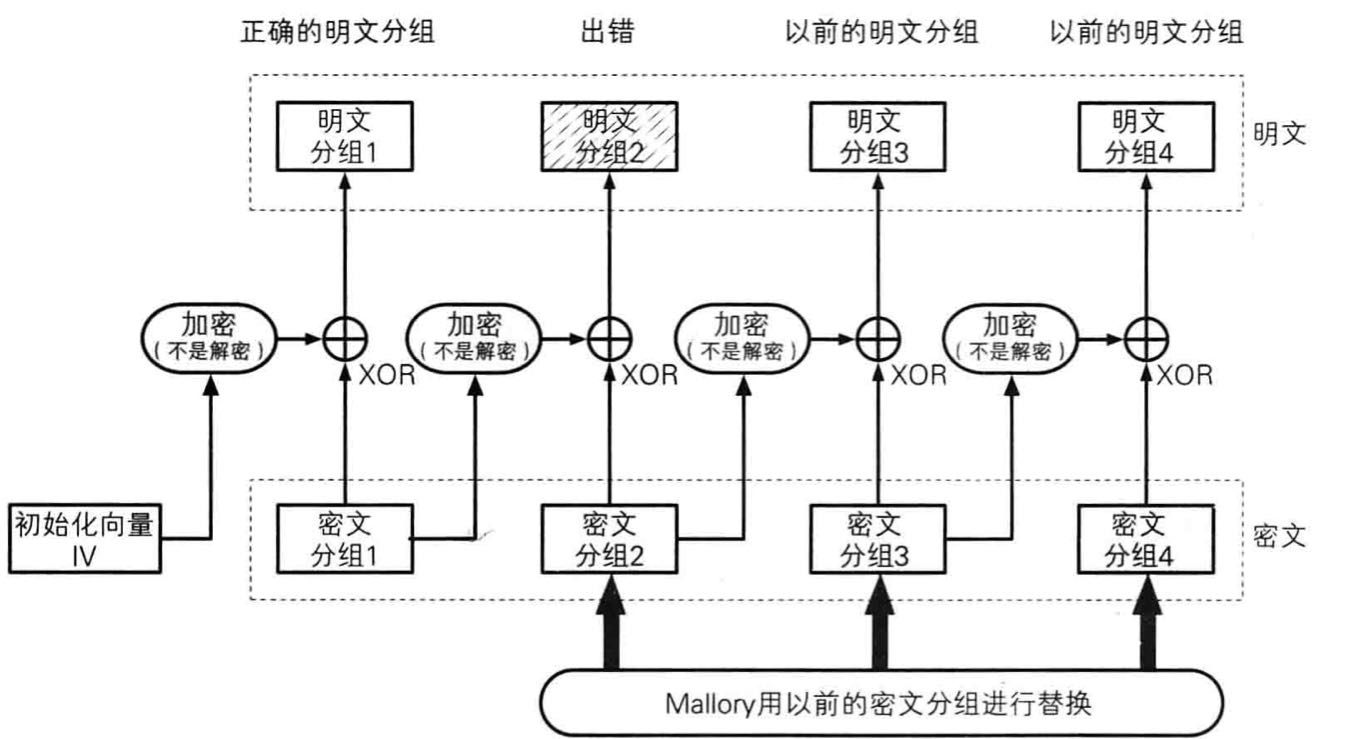 正确的明文分组
出错
以前的明文分组
以前的明文分组
明文
分组1
明文
分组2
明文
分组3
明文
分组4
明文
加密
(不是解密)
加密
(不是解密)
加密
(不是解密)
加密
(不是解密)
XOR
XOR
XOR
XOR
初始化向量
IV
密文
分组1
密文
分组2
密文
分组3
密文
分组4
密文
Mallory用以前的密文分组进行替换